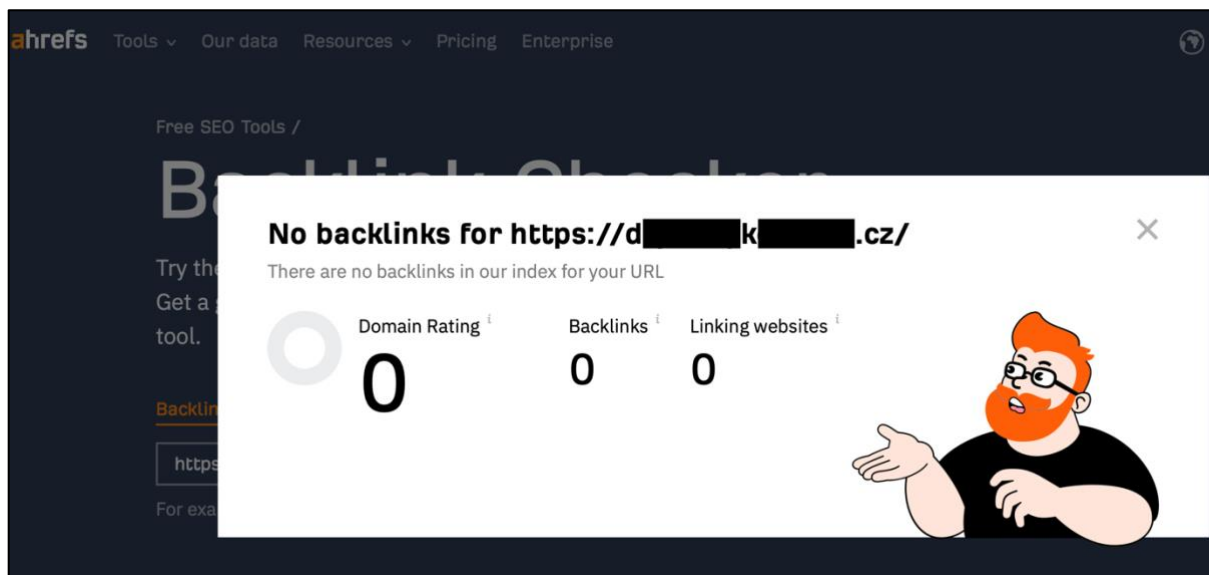 ahrefs Tools Our data Resources Pricing Enterprise
Free SEO Tools /
Backlink Checker
No backlinks for https://d k .cz/
There are no backlinks in our index for your URL
Try the
Get a
tool.
Domain Rating i Backlinks i Linking websites i
0 0 0
https
For exa